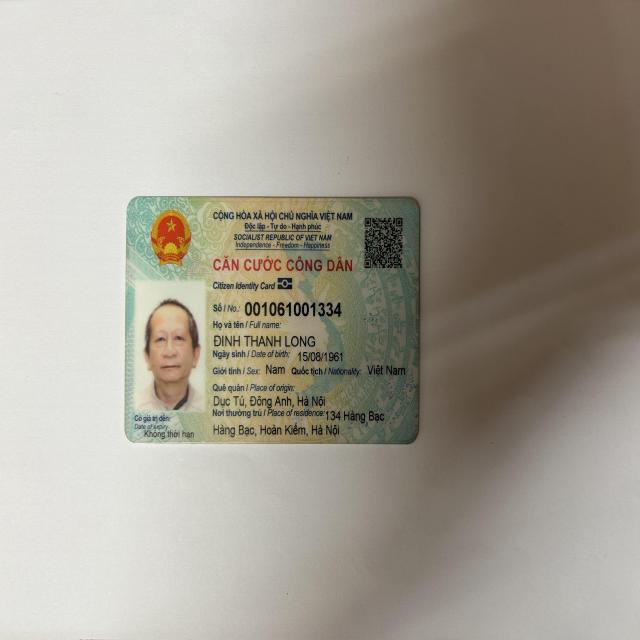 CỘNG HÒA XÃ HỘI CHỦ NGHĨA VIỆT NAM
Độc lập - Tự do - Hạnh phúc
SOCIALIST REPUBLIC OF VIET NAM
Independence - Freedom - Happiness
CĂN CƯỚC CÔNG DÂN
Citizen Identity Card
Số / No.: 001061001334
Họ và tên / Full name:
ĐINH THANH LONG
Ngày sinh / Date of birth: 15/08/1961
Giới tính / Sex: Nam Quốc tịch / Nationality: Việt Nam
Quê quán / Place of origin:
Dục Tú, Đông Anh, Hà Nội
Nơi thường trú / Place of residence: 134 Hàng Bạc
Hàng Bạc, Hoàn Kiếm, Hà Nội
Có giá trị đến:
Date of expiry
Không thời hạn